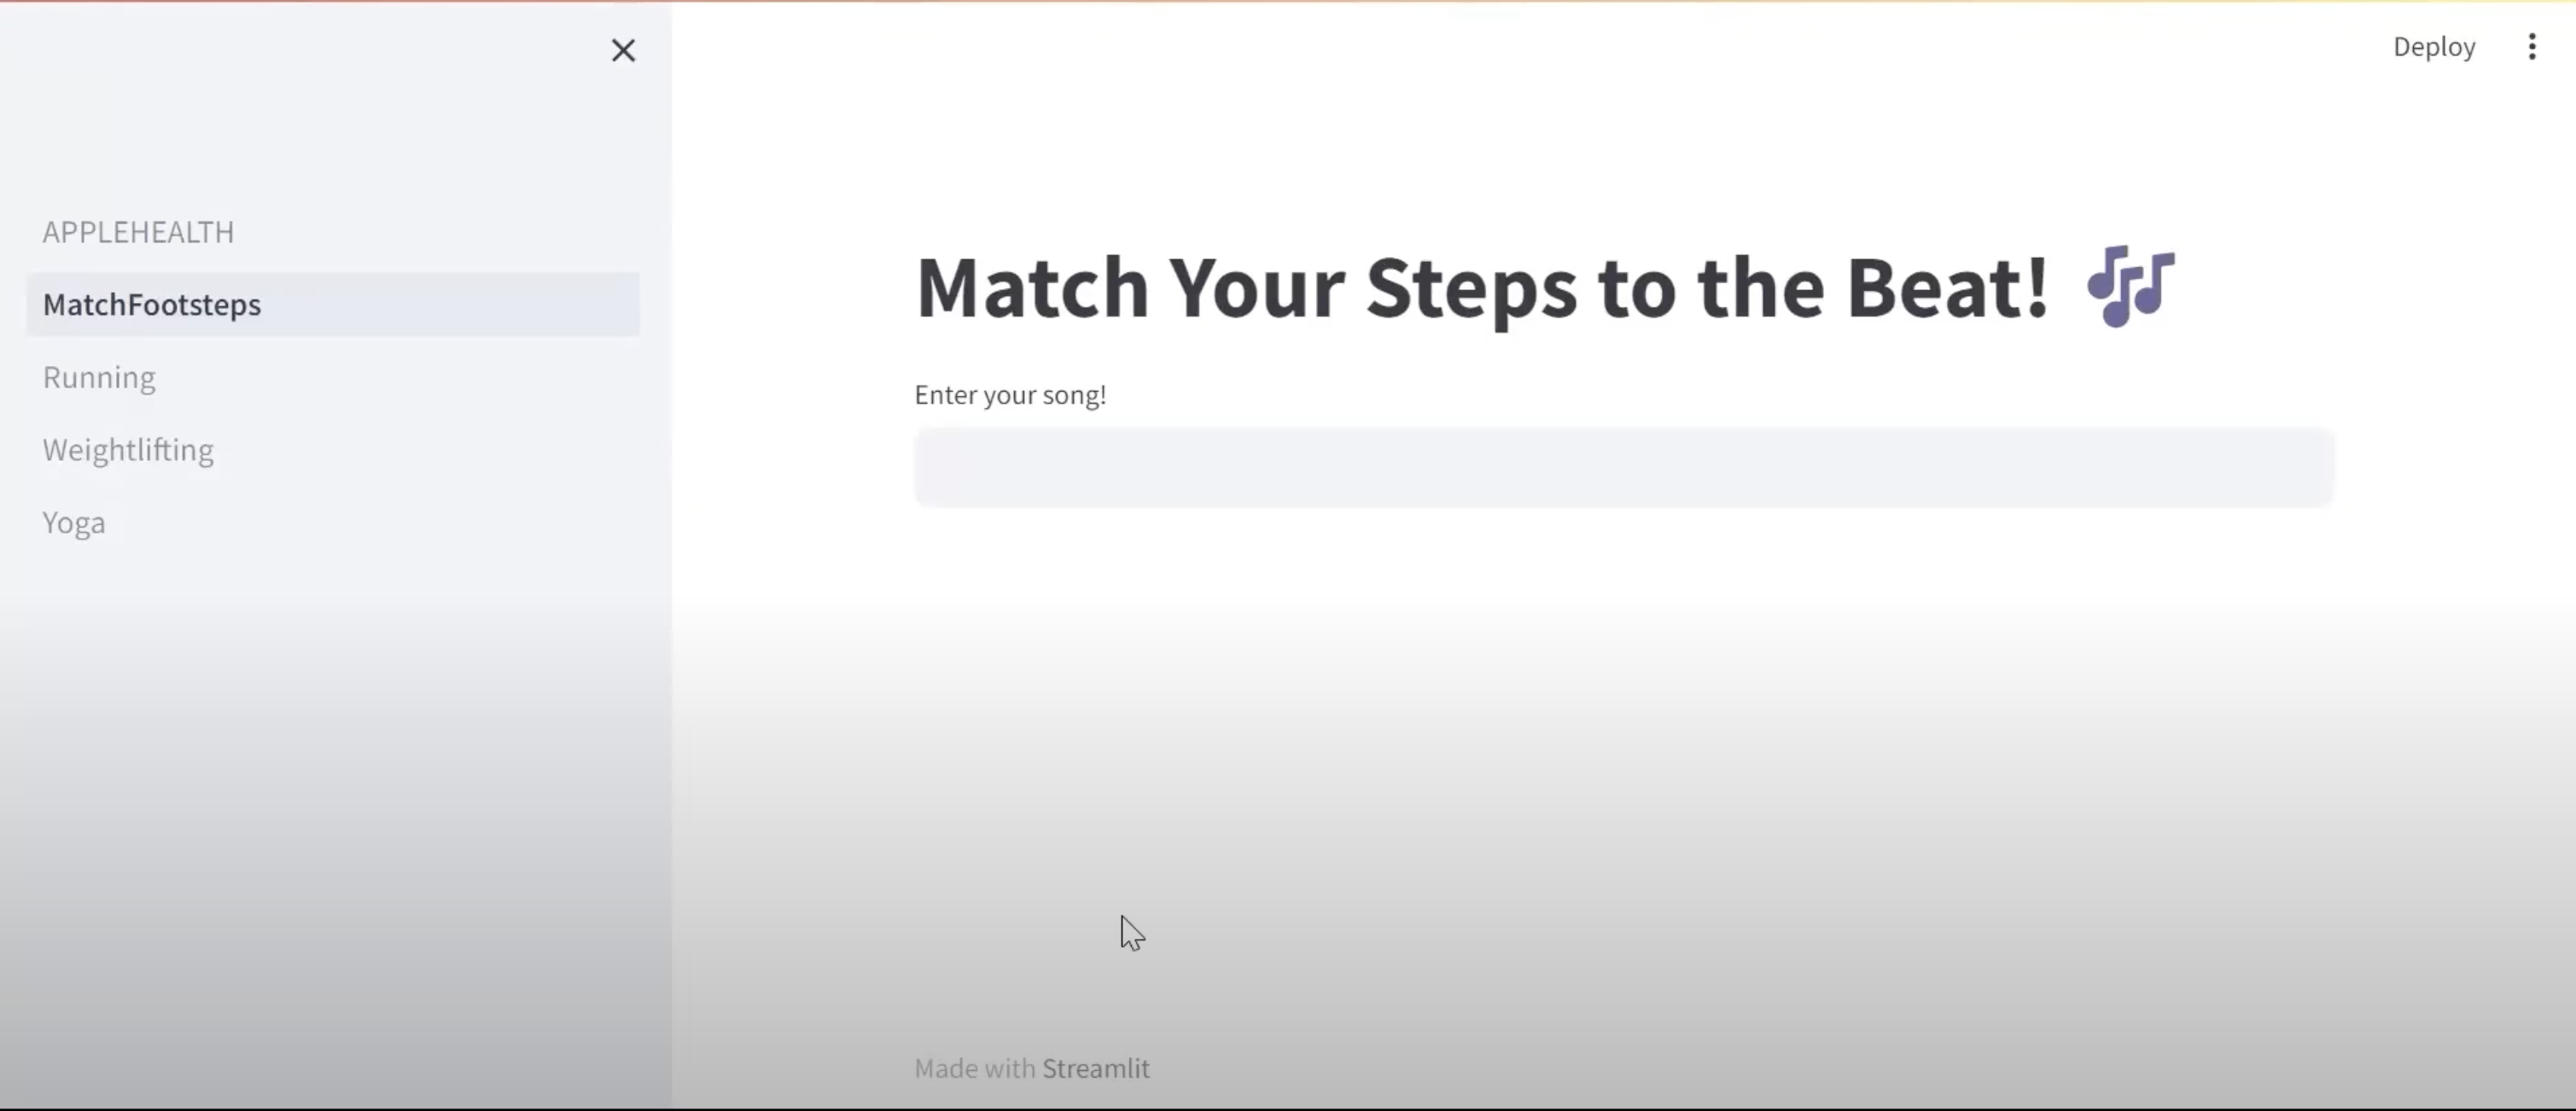 Deploy
APPLEHEALTH
MatchFootsteps
Running
Weightlifting
Yoga
Match Your Steps to the Beat! 🎶
Enter your song!
Made with Streamlit